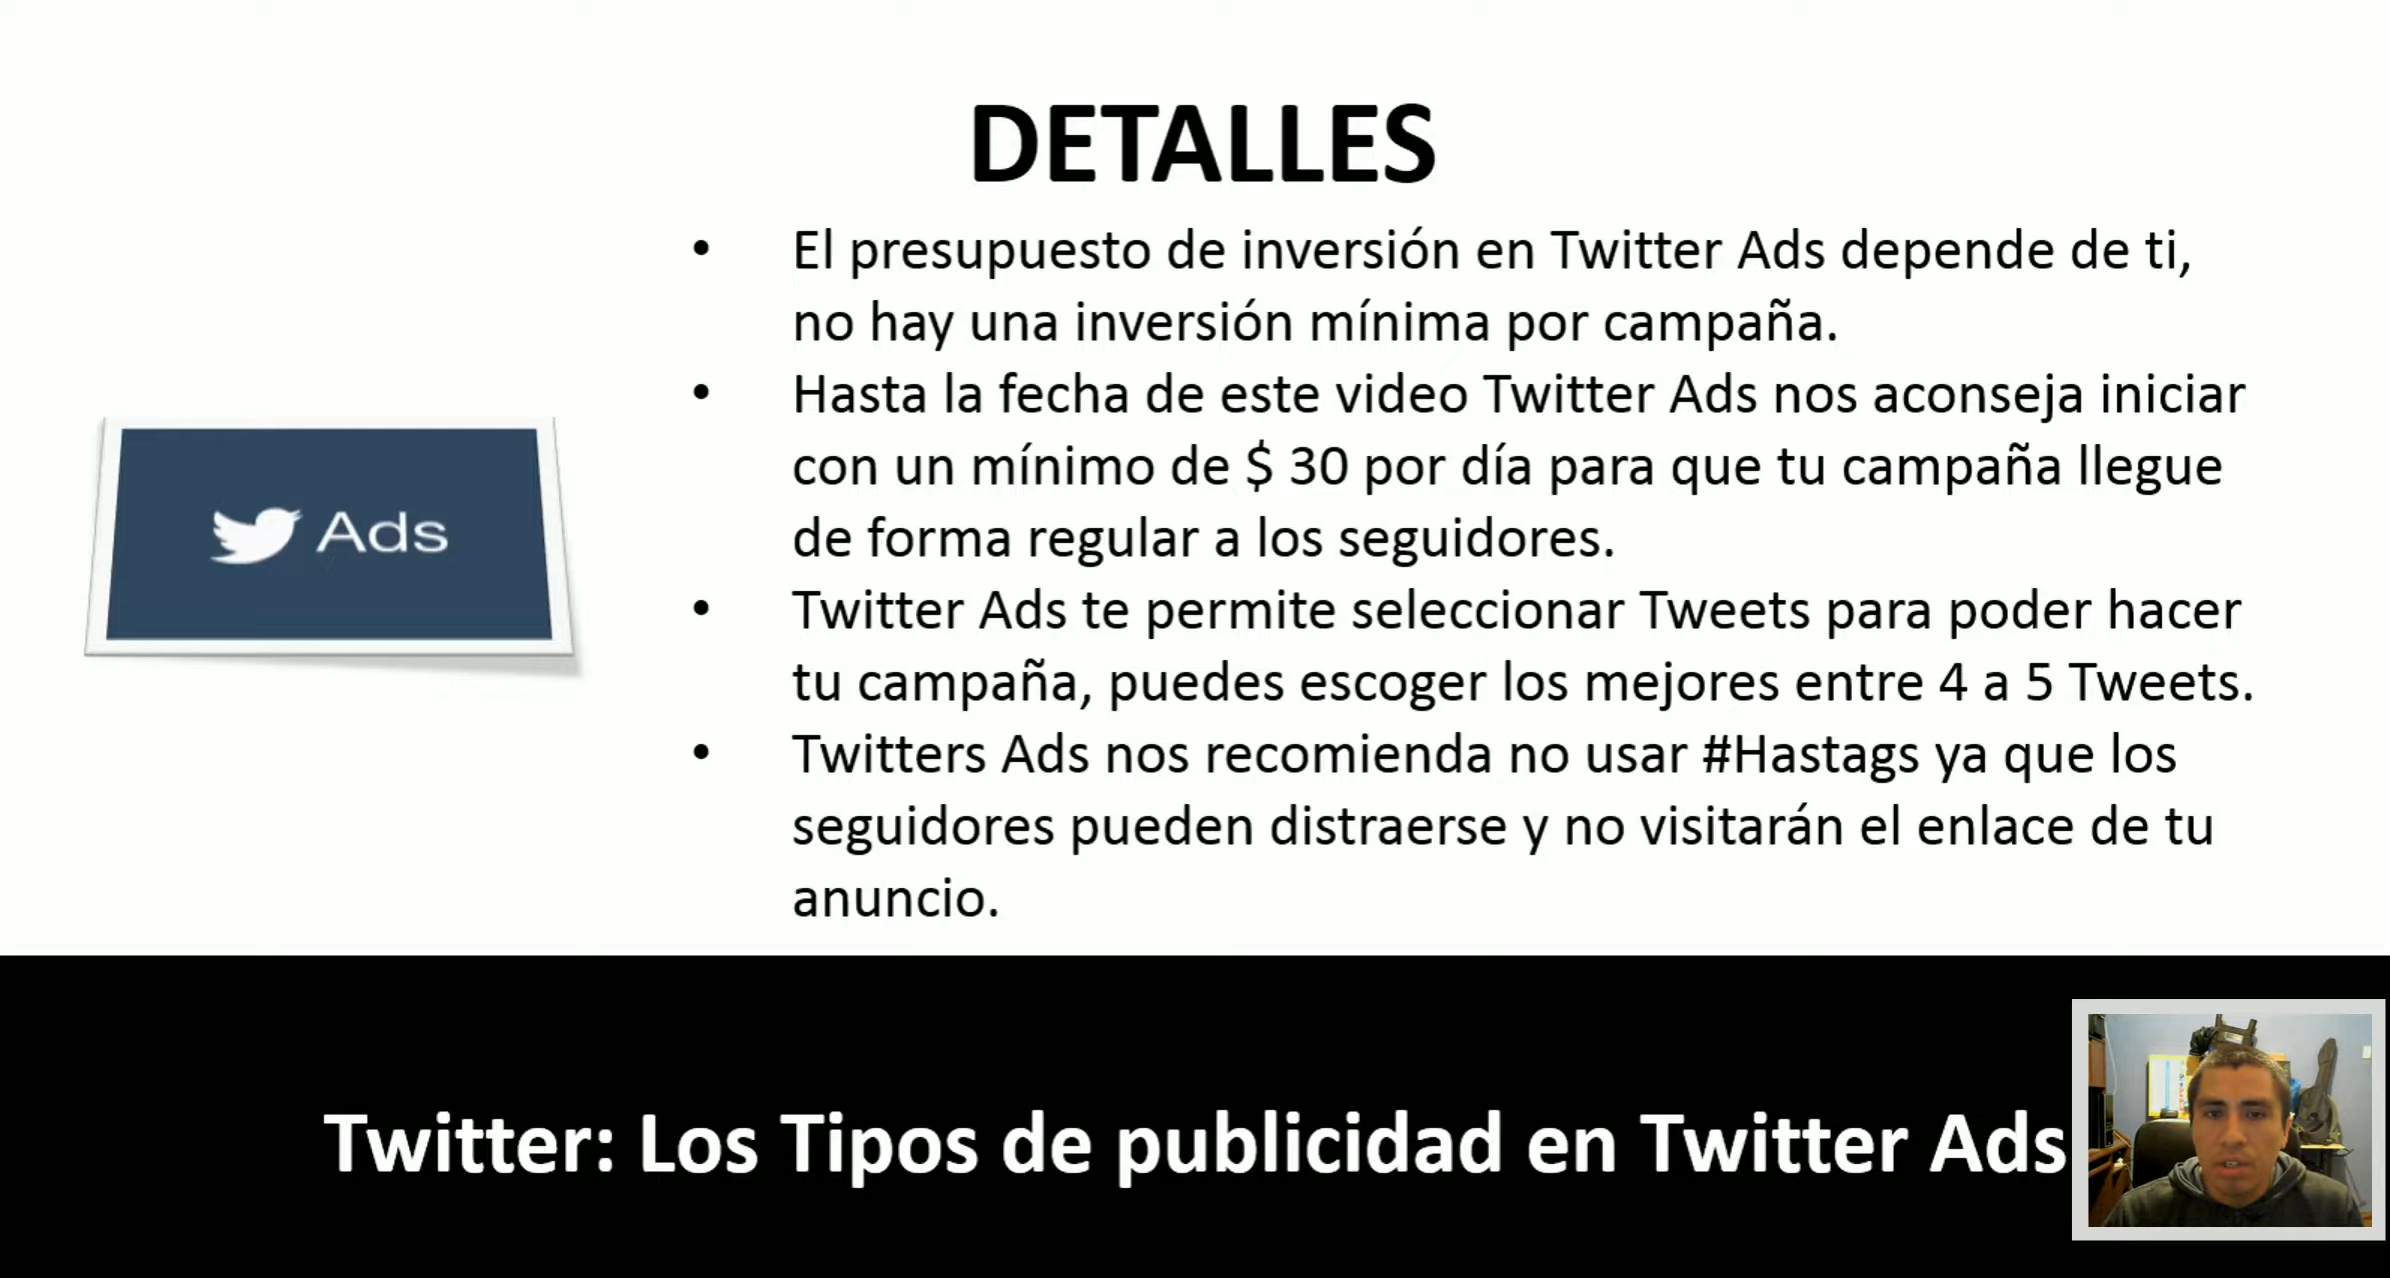 DETALLES
• El presupuesto de inversión en Twitter Ads depende de ti,
no hay una inversión mínima por campaña.
• Hasta la fecha de este video Twitter Ads nos aconseja iniciar
con un mínimo de $ 30 por día para que tu campaña llegue
de forma regular a los seguidores.
• Twitter Ads te permite seleccionar Tweets para poder hacer
tu campaña, puedes escoger los mejores entre 4 a 5 Tweets.
• Twitters Ads nos recomienda no usar #Hastags ya que los
seguidores pueden distraerse y no visitarán el enlace de tu
anuncio.
Ads
Twitter: Los Tipos de publicidad en Twitter Ads